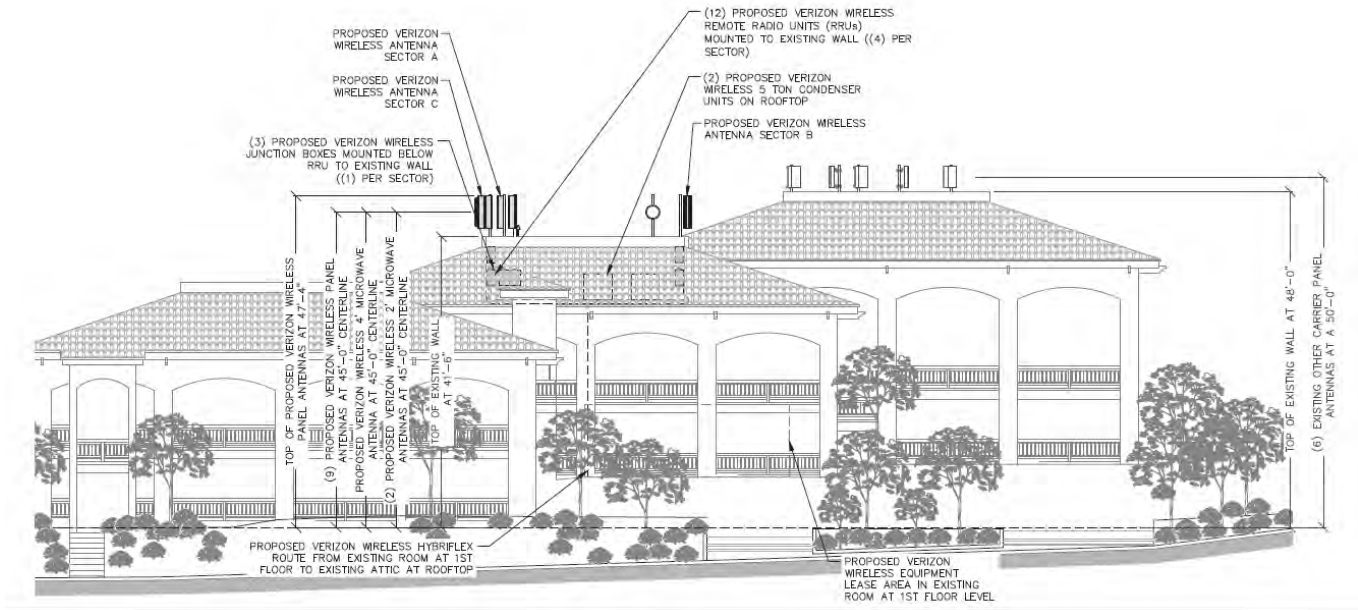 (12) PROPOSED VERIZON WIRELESS
REMOTE RADIO UNITS (RRUs)
MOUNTED TO EXISTING WALL ((4) PER
SECTOR)
PROPOSED VERIZON
WIRELESS ANTENNA
SECTOR A
PROPOSED VERIZON
WIRELESS ANTENNA
SECTOR C
(2) PROPOSED VERIZON
WIRELESS 5 TON CONDENSER
UNITS ON ROOFTOP
PROPOSED VERIZON WIRELESS
ANTENNA SECTOR B
(3) PROPOSED VERIZON WIRELESS
JUNCTION BOXES MOUNTED BELOW
RRU TO EXISTING WALL
((1) PER SECTOR)
TOP OF PROPOSED VERIZON WIRELESS
PANEL ANTENNAS AT 47'-4"
(9) PROPOSED VERIZON WIRELESS PANEL
ANTENNAS AT 45'-0" CENTERLINE
PROPOSED VERIZON WIRELESS 4' MICROWAVE
ANTENNA AT 45'-0" CENTERLINE
(2) PROPOSED VERIZON WIRELESS 2' MICROWAVE
ANTENNAS AT 45'-0" CENTERLINE
TOP OF EXISTING WALL
AT 41'-6"
TOP OF EXISTING WALL AT 48'-0"
(6) EXISTING OTHER CARRIER PANEL
ANTENNAS AT A 50'-0"
PROPOSED VERIZON WIRELESS HYBRIFLEX
ROUTE FROM EXISTING ROOM AT 1ST
FLOOR TO EXISTING ATTIC AT ROOFTOP
PROPOSED VERIZON
WIRELESS EQUIPMENT
LEASE AREA IN EXISTING
ROOM AT 1ST FLOOR LEVEL